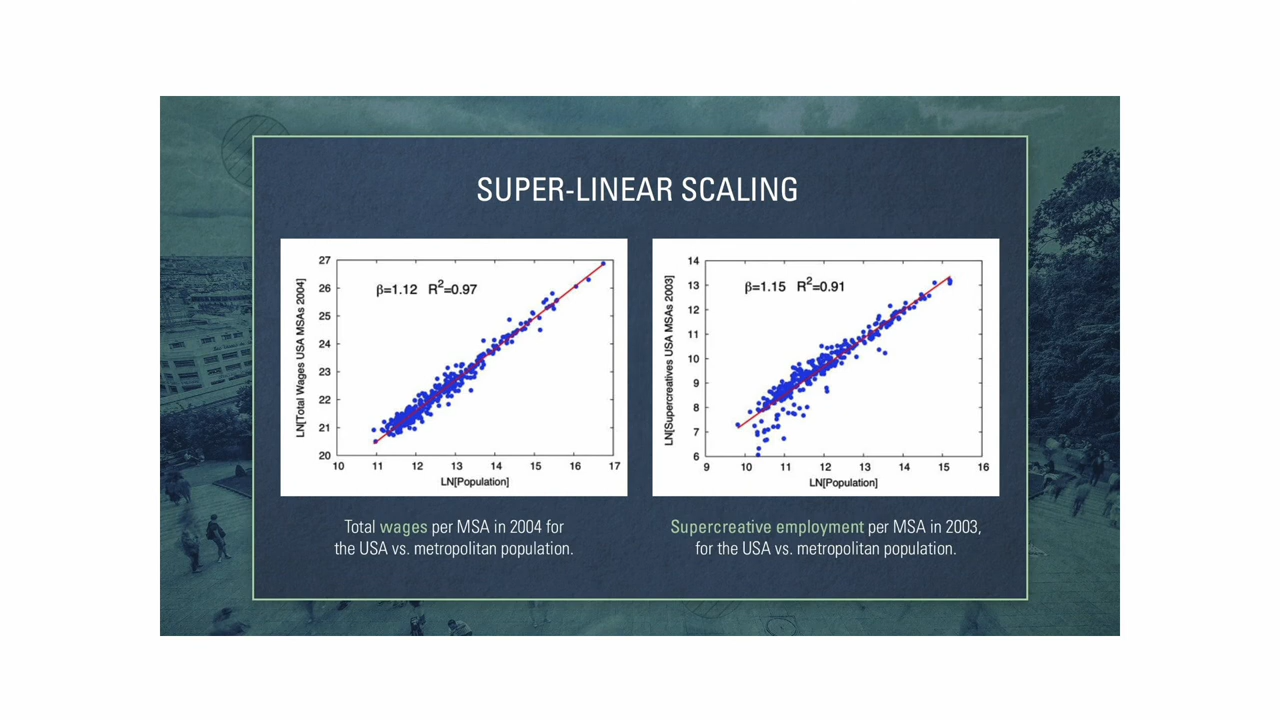 SUPER-LINEAR SCALING
LN[Total Wages USA MSAs 2004]
27
26
25
24
23
22
21
20
β=1.12 R²=0.97
10 11 12 13 14 15 16 17
LN[Population]
Total wages per MSA in 2004 for
the USA vs. metropolitan population.
LN[Supercreatives USA MSAs 2003]
14
13
12
11
10
9
8
7
6
β=1.15 R²=0.91
9 10 11 12 13 14 15 16
LN[Population]
Supercreative employment per MSA in 2003,
for the USA vs. metropolitan population.